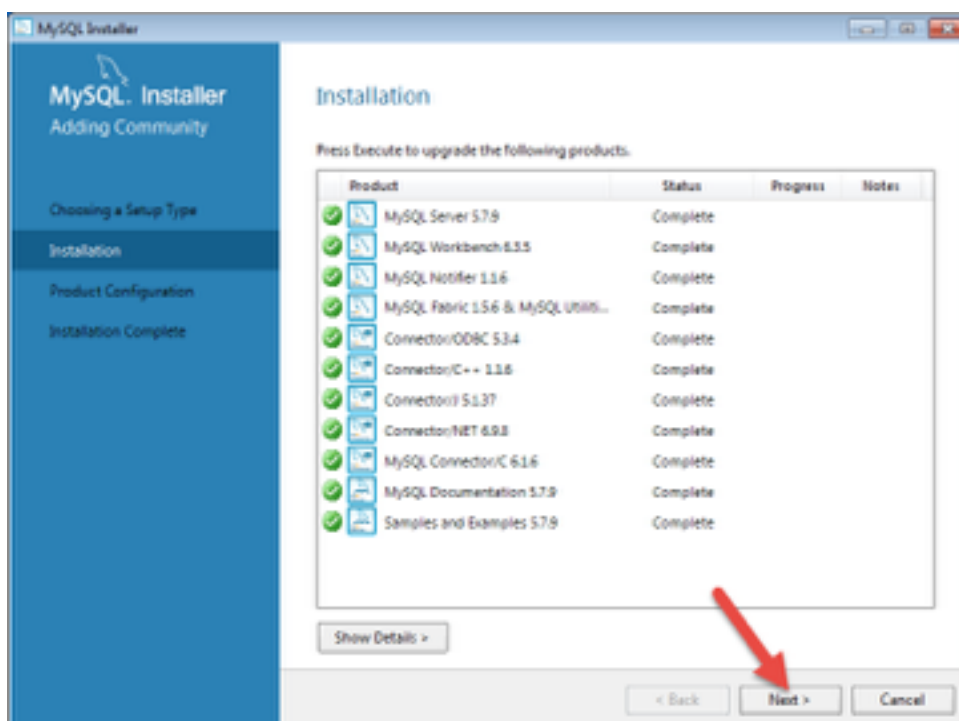 MySQL Installer
MySQL. Installer
Adding Community
Choosing a Setup Type
Installation
Product Configuration
Installation Complete
Installation
Press Execute to upgrade the following products.
Product Status Progress Notes
MySQL Server 5.7.9 Complete
MySQL Workbench 6.3.5 Complete
MySQL Notifier 1.1.6 Complete
MySQL Fabric 1.5.6 & MySQL Utiliti... Complete
Connector/ODBC 5.3.4 Complete
Connector/C++ 1.1.6 Complete
Connector/J 5.1.37 Complete
Connector/NET 6.9.8 Complete
MySQL Connector/C 6.1.6 Complete
MySQL Documentation 5.7.9 Complete
Samples and Examples 5.7.9 Complete
Show Details >
< Back Next > Cancel